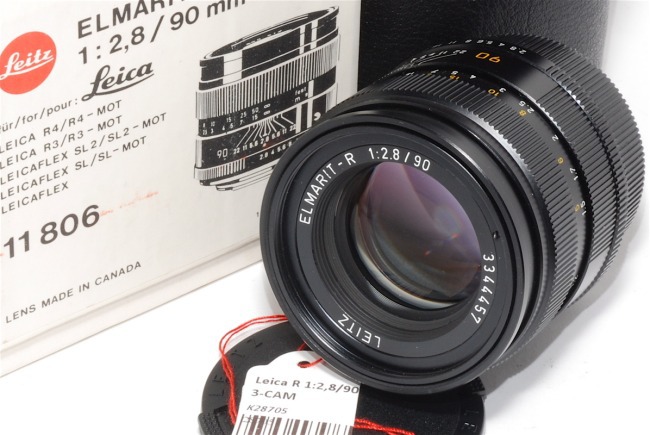 Leitz
ELMARIT
1:2,8/90 mm
Leica
für/for/pour:
LEICA R4/R4-MOT
LEICA R3/R3-MOT
LEICAFLEX SL2/SL2-MOT
LEICAFLEX SL/SL-MOT
LEICAFLEX
11806
LENS MADE IN CANADA
90
ELMARIT-R 1:2.8/90
3344457
LEITZ
Leica R 1:2,8/90
3-CAM
K28705